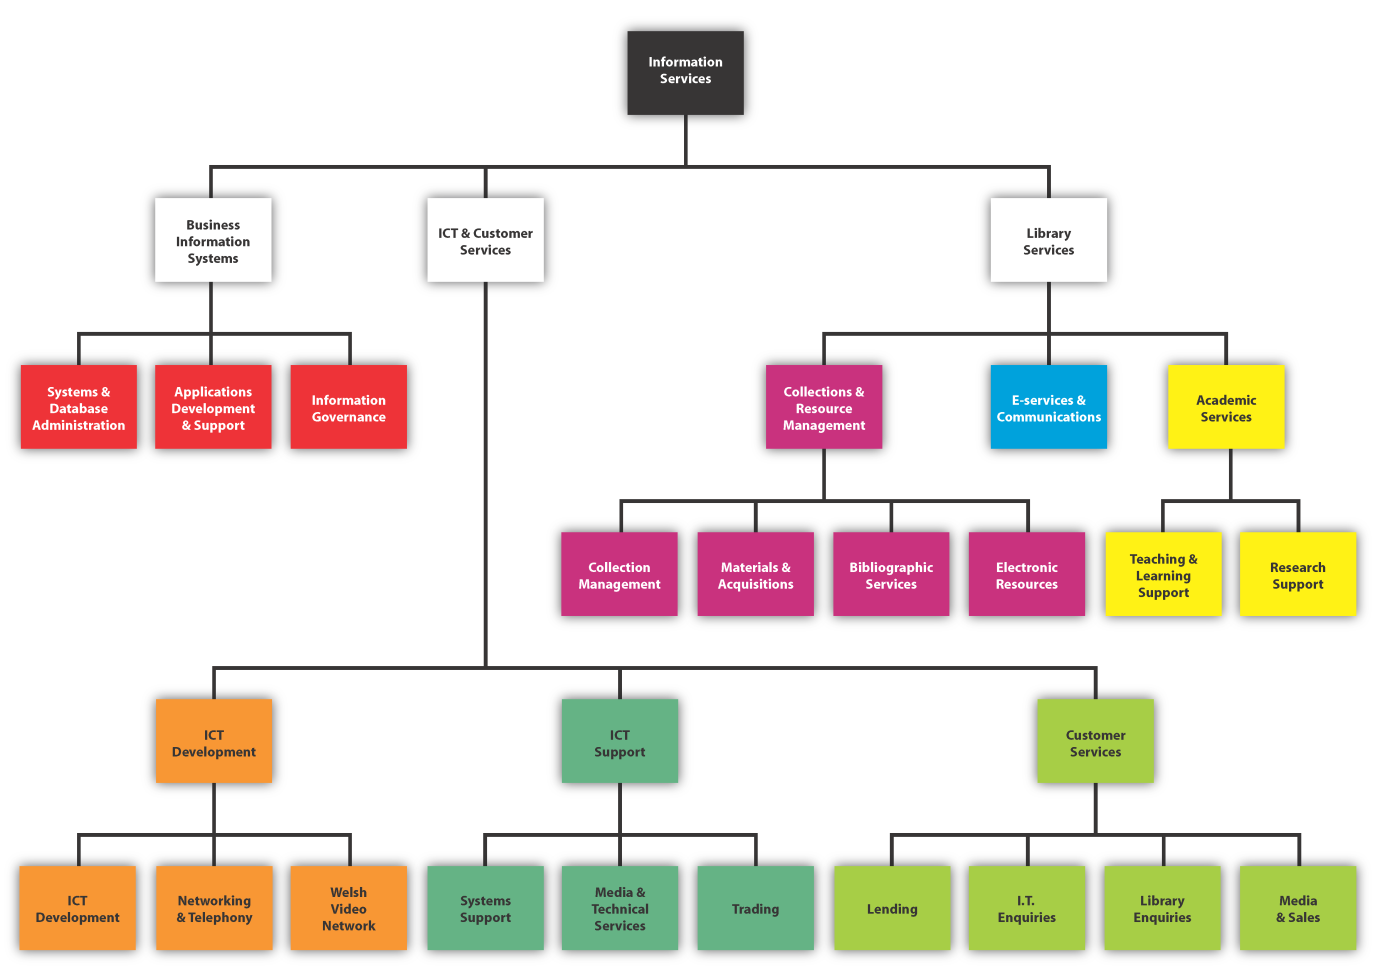 Information
Services
Business
Information
Systems
ICT & Customer
Services
Library
Services
Systems &
Database
Administration
Applications
Development
& Support
Information
Governance
Collections &
Resource
Management
E-services &
Communications
Academic
Services
Collection
Management
Materials &
Acquisitions
Bibliographic
Services
Electronic
Resources
Teaching &
Learning
Support
Research
Support
ICT
Development
ICT
Support
Customer
Services
ICT
Development
Networking
& Telephony
Welsh
Video
Network
Systems
Support
Media &
Technical
Services
Trading
Lending
I.T.
Enquiries
Library
Enquiries
Media
& Sales